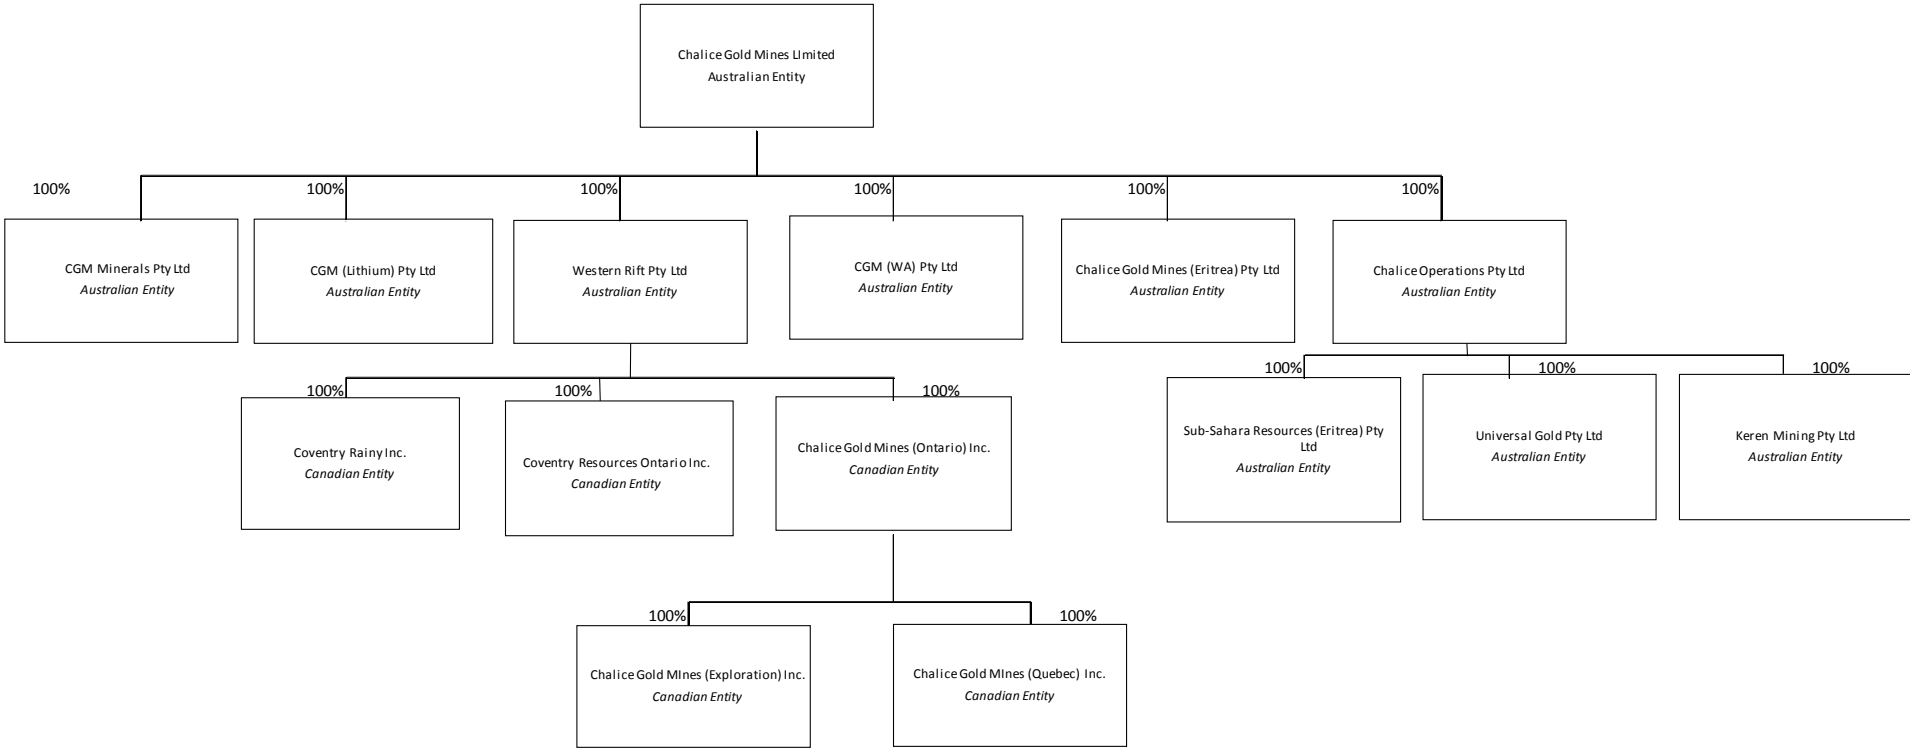 Chalice Gold Mines LImited
Australian Entity
100%
100%
100%
100%
100%
100%
CGM Minerals Pty Ltd
Australian Entity
CGM (Lithium) Pty Ltd
Australian Entity
Western Rift Pty Ltd
Australian Entity
CGM (WA) Pty Ltd
Australian Entity
Chalice Gold Mines (Eritrea) Pty Ltd
Australian Entity
Chalice Operations Pty Ltd
Australian Entity
100%
100%
100%
100%
100%
100%
Coventry Rainy Inc.
Canadian Entity
Coventry Resources Ontario Inc.
Canadian Entity
Chalice Gold Mines (Ontario) Inc.
Canadian Entity
Sub-Sahara Resources (Eritrea) Pty
Ltd
Australian Entity
Universal Gold Pty Ltd
Australian Entity
Keren Mining Pty Ltd
Australian Entity
100%
100%
Chalice Gold MInes (Exploration) Inc.
Canadian Entity
Chalice Gold MInes (Quebec) Inc.
Canadian Entity